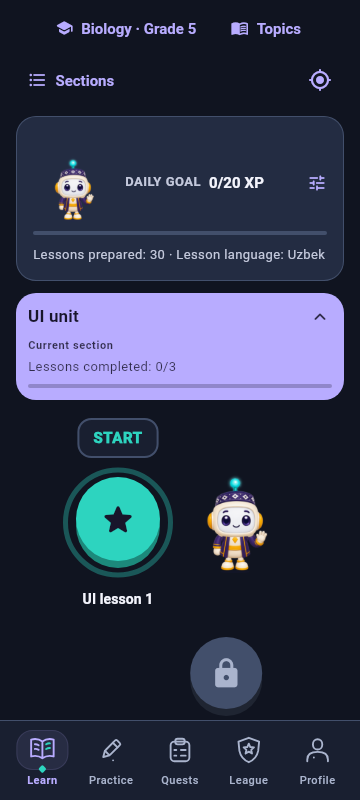 Biology · Grade 5
Topics
Sections
DAILY GOAL 0/20 XP
Lessons prepared: 30 · Lesson language: Uzbek
UI unit
Current section
Lessons completed: 0/3
START
UI lesson 1
Learn
Practice
Quests
League
Profile